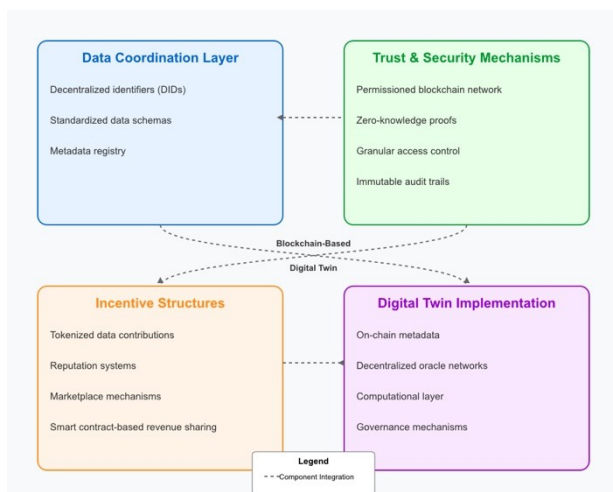 Data Coordination Layer
Decentralized identifiers (DIDs)
Standardized data schemas
Metadata registry
Trust & Security Mechanisms
Permissioned blockchain network
Zero-knowledge proofs
Granular access control
Immutable audit trails
Blockchain-Based
Digital Twin
Incentive Structures
Tokenized data contributions
Reputation systems
Marketplace mechanisms
Smart contract-based revenue sharing
Digital Twin Implementation
On-chain metadata
Decentralized oracle networks
Computational layer
Governance mechanisms
Legend
Component Integration